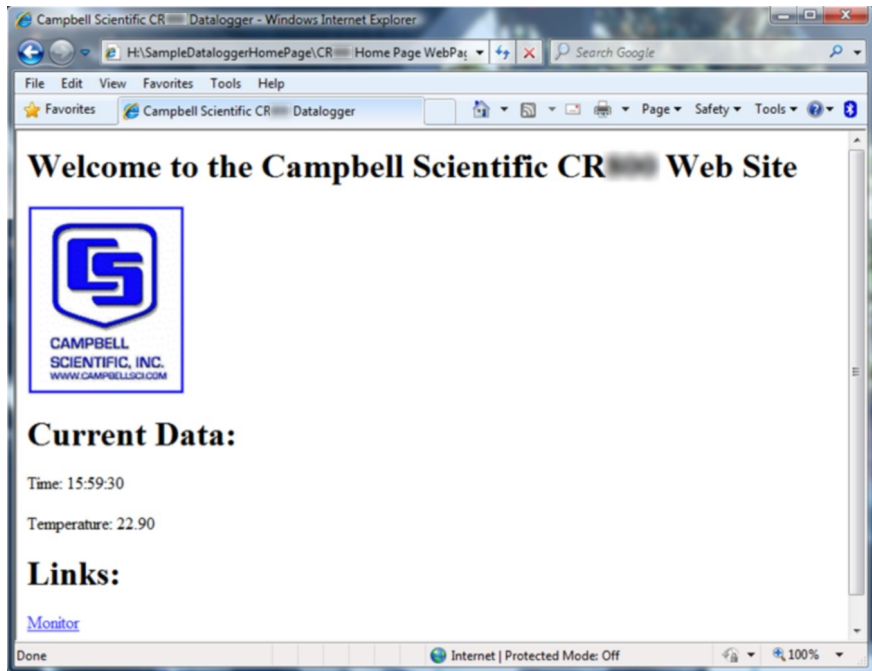 Campbell Scientific CR Datalogger - Windows Internet Explorer
H:\SampleDataloggerHomePage\CR Home Page WebPag
Search Google
File Edit View Favorites Tools Help
Favorites Campbell Scientific CR Datalogger Page Safety Tools
Welcome to the Campbell Scientific CR Web Site
CS
CAMPBELL
SCIENTIFIC, INC.
WWW.CAMPBELLSCI.COM
Current Data:
Time: 15:59:30
Temperature: 22.90
Links:
Monitor
Done Internet | Protected Mode: Off 100%